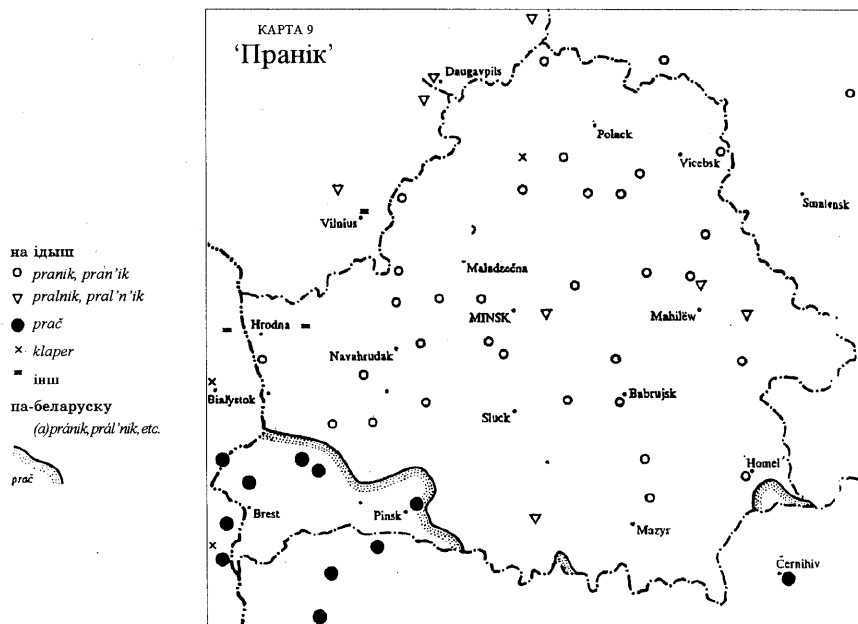 КАРТА 9
'Пранік'
Daugavpils
Polack
Vicebsk
Smalensk
Vilnius
Maladzečna
MINSK
Mahilëw
Hrodna
Navahrudak
Białystok
Babrujsk
Sluck
Homel
Brest
Pinsk
Mazyr
Černihiv
на ідыш
pranik, pran'ik
pralnik, pral'n'ik
prač
klaper
інш
па-беларуску
(a)pránik, prál'nik, etc.
prač